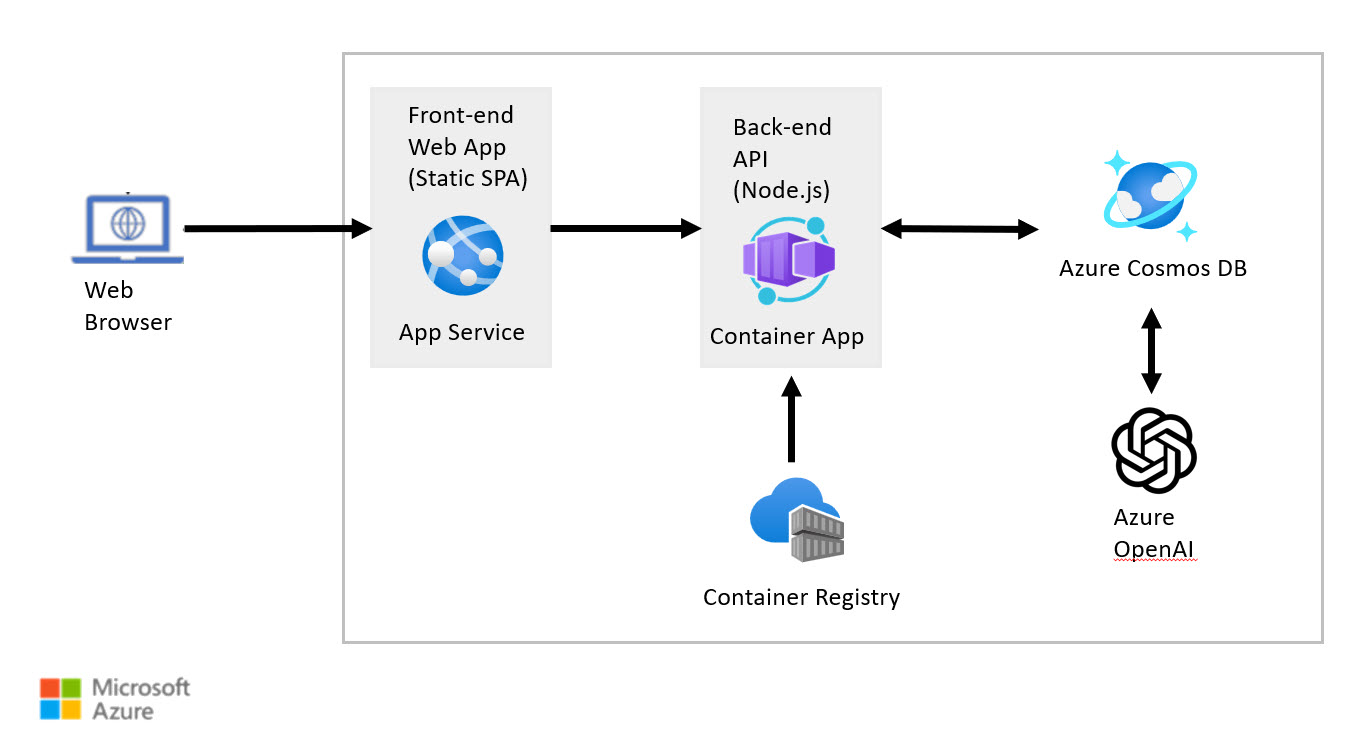 Front-end
Web App
(Static SPA)
App Service
Back-end
API
(Node.js)
Container App
Web
Browser
Azure Cosmos DB
Azure
OpenAI
Container Registry
Microsoft
Azure